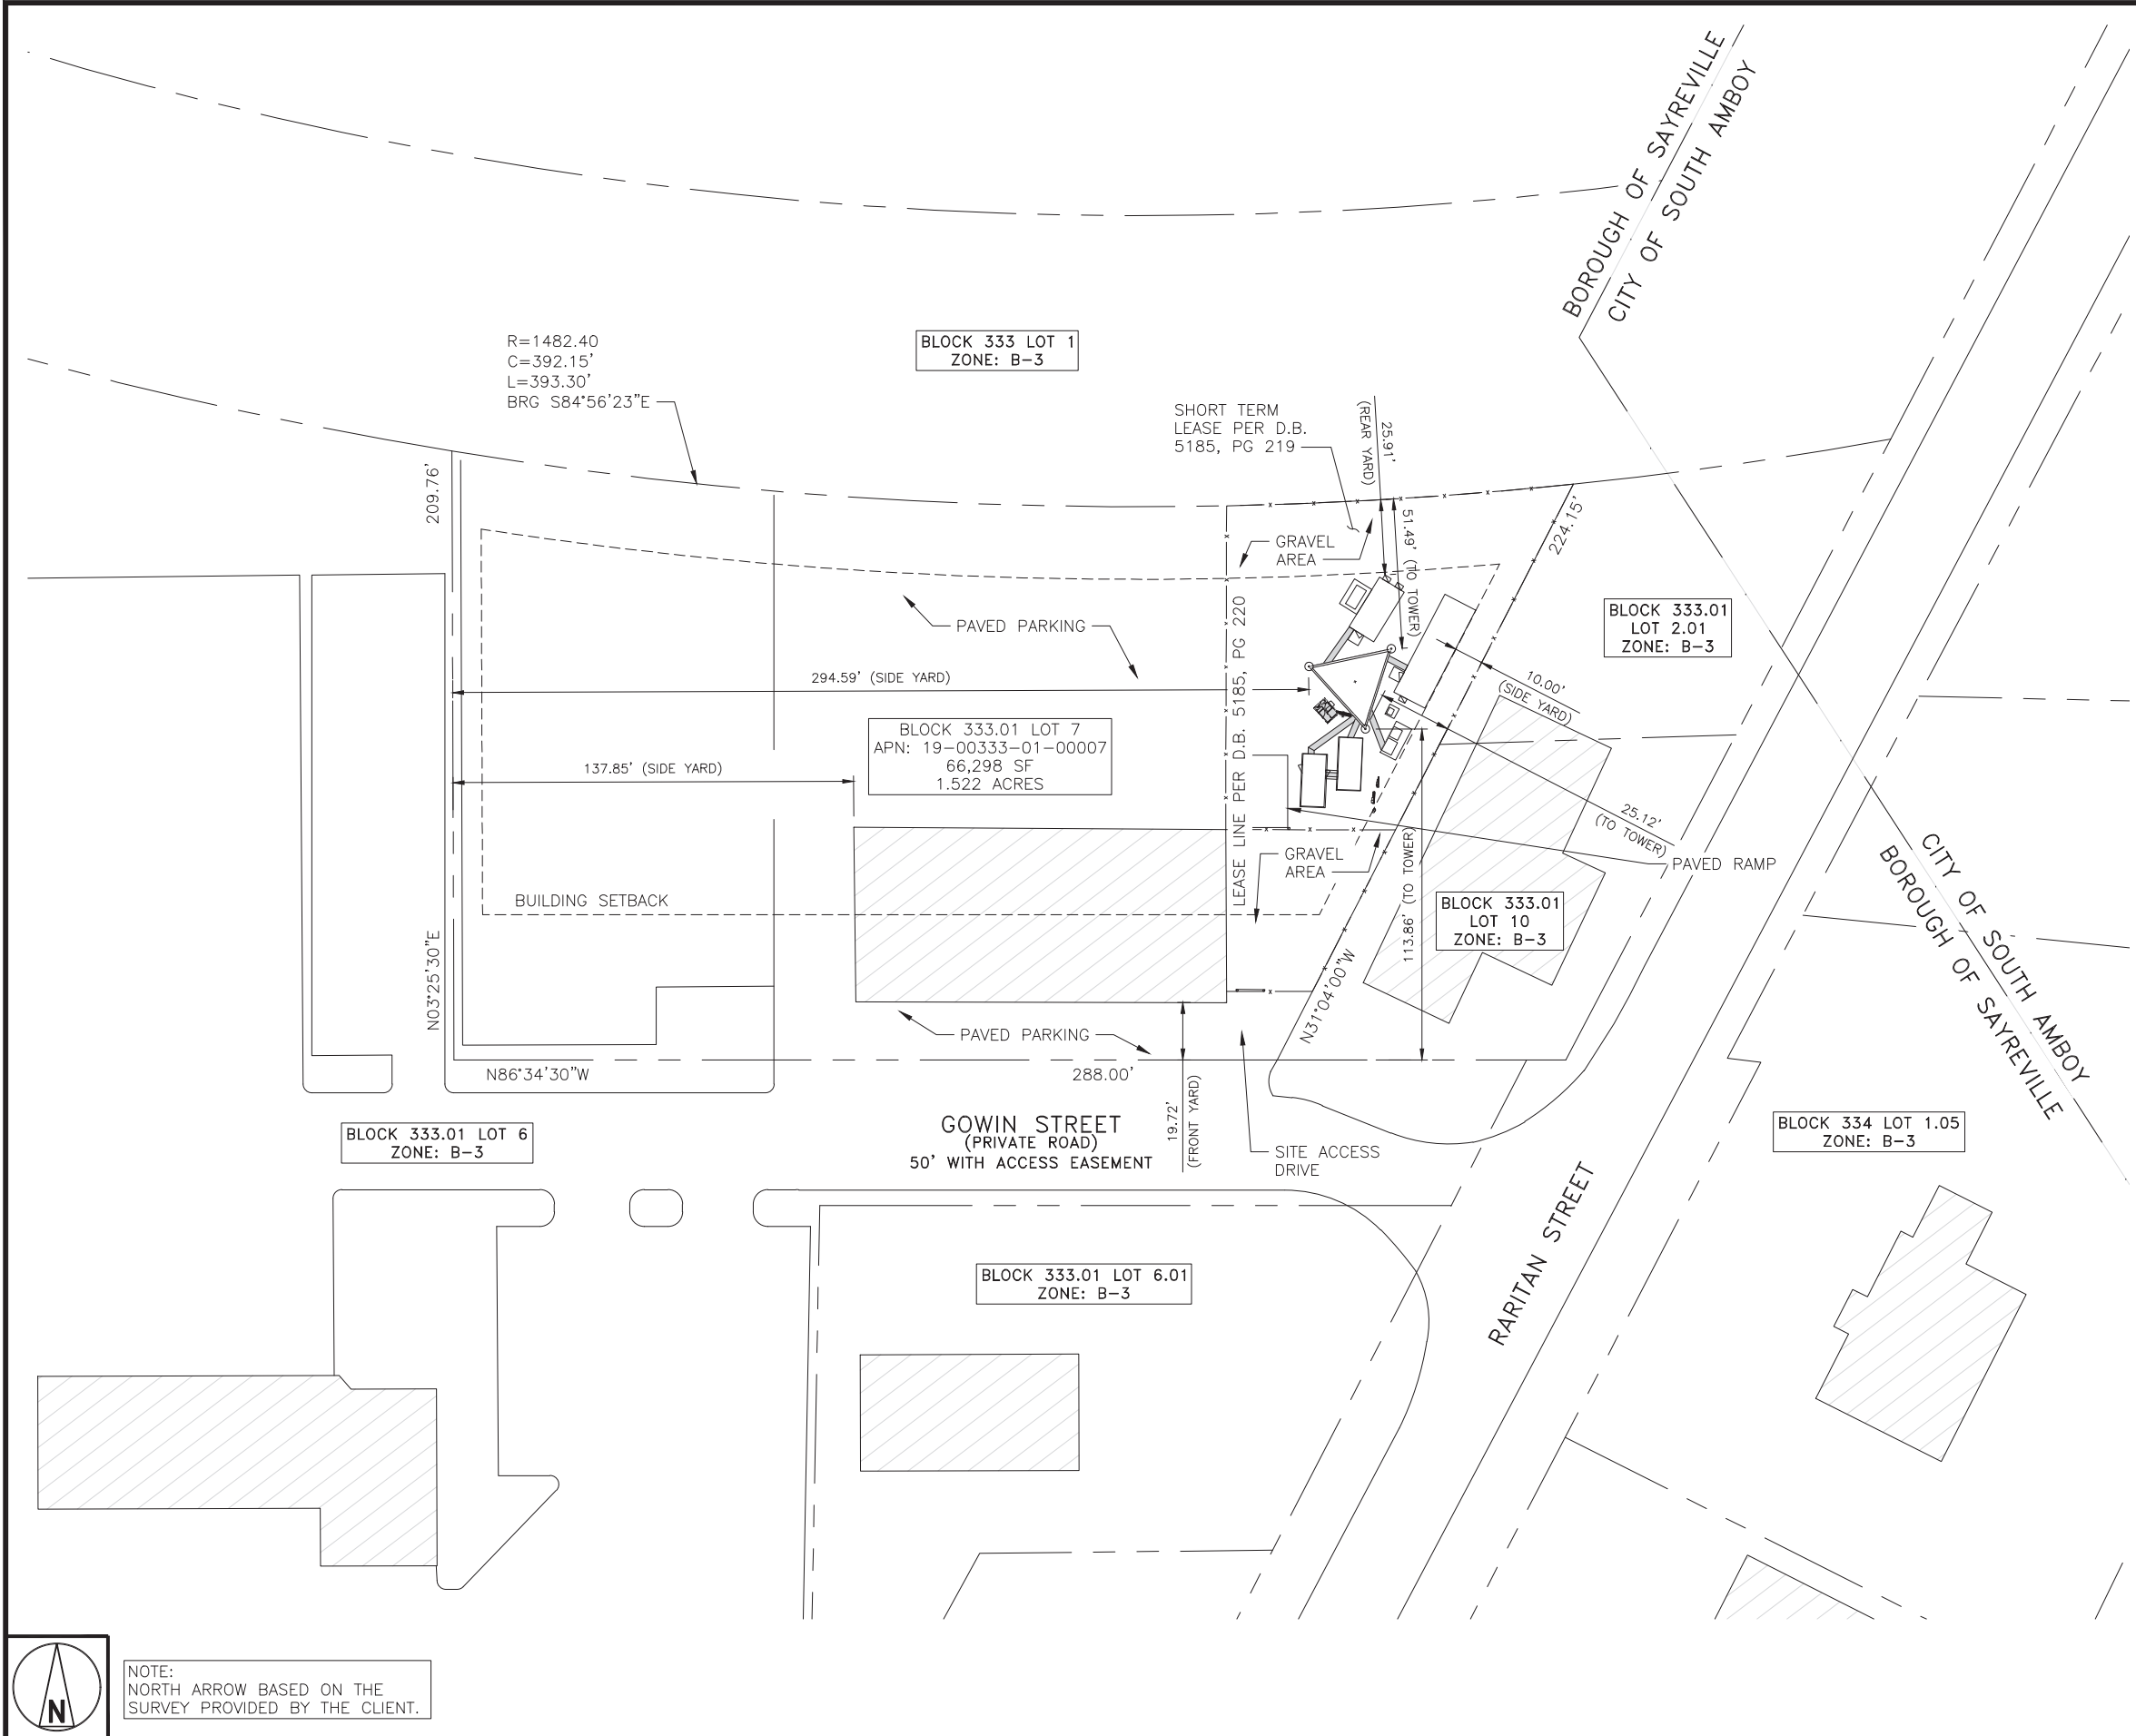 BOROUGH OF SAYREVILLE
CITY OF SOUTH AMBOY
R=1482.40
C=392.15'
L=393.30'
BRG S84°56'23"E
BLOCK 333 LOT 1
ZONE: B-3
SHORT TERM
LEASE PER D.B.
5185, PG 219
25.91'
(REAR YARD)
209.76'
51.49' (TO TOWER)
224.15'
GRAVEL
AREA
PAVED PARKING
LEASE LINE PER D.B. 5185, PG 220
BLOCK 333.01
LOT 2.01
ZONE: B-3
294.59' (SIDE YARD)
10.00'
(SIDE YARD)
BLOCK 333.01 LOT 7
APN: 19-00333-01-00007
66,298 SF
1.522 ACRES
137.85' (SIDE YARD)
25.12'
(TO TOWER)
PAVED RAMP
GRAVEL
AREA
113.86' (TO TOWER)
CITY OF SOUTH AMBOY
BOROUGH OF SAYREVILLE
BUILDING SETBACK
BLOCK 333.01
LOT 10
ZONE: B-3
N03°25'30"E
N31°04'00"W
PAVED PARKING
N86°34'30"W
288.00'
19.72'
(FRONT YARD)
GOWIN STREET
(PRIVATE ROAD)
50' WITH ACCESS EASEMENT
SITE ACCESS
DRIVE
BLOCK 333.01 LOT 6
ZONE: B-3
BLOCK 334 LOT 1.05
ZONE: B-3
RARITAN STREET
BLOCK 333.01 LOT 6.01
ZONE: B-3
N
NOTE:
NORTH ARROW BASED ON THE
SURVEY PROVIDED BY THE CLIENT.